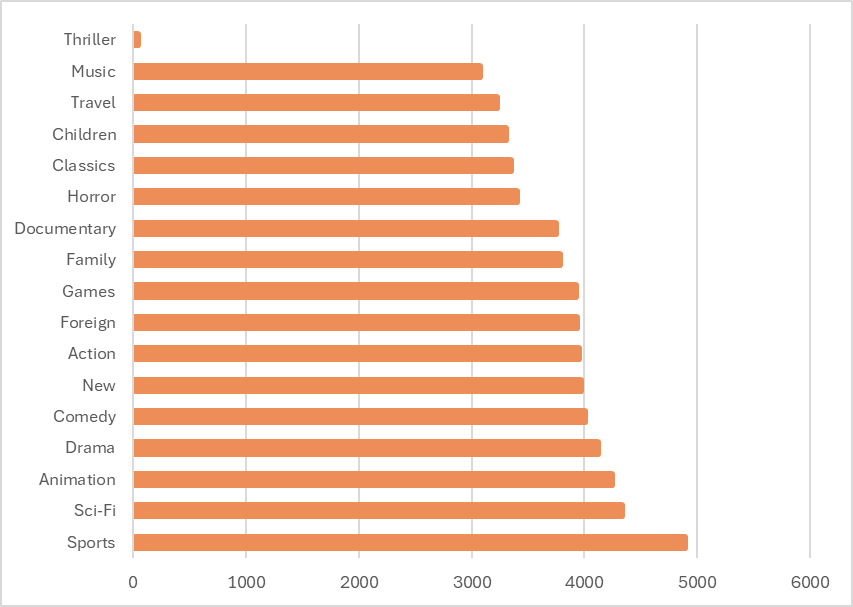 Thriller
Music
Travel
Children
Classics
Horror
Documentary
Family
Games
Foreign
Action
New
Comedy
Drama
Animation
Sci-Fi
Sports
0 1000 2000 3000 4000 5000 6000